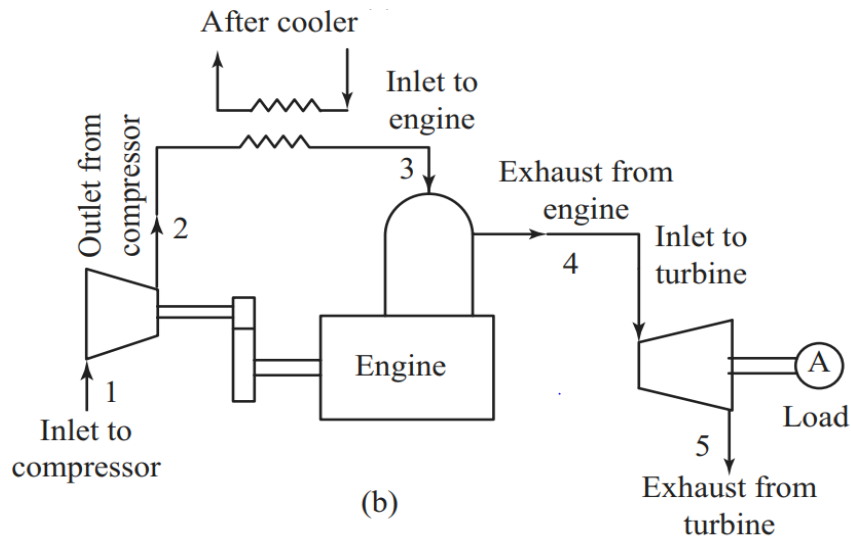 After cooler
Inlet to
engine
Outlet from
compressor
3
Exhaust from
engine
2
4
Inlet to
turbine
1
Engine
A
Load
Inlet to
compressor
5
(b)
Exhaust from
turbine